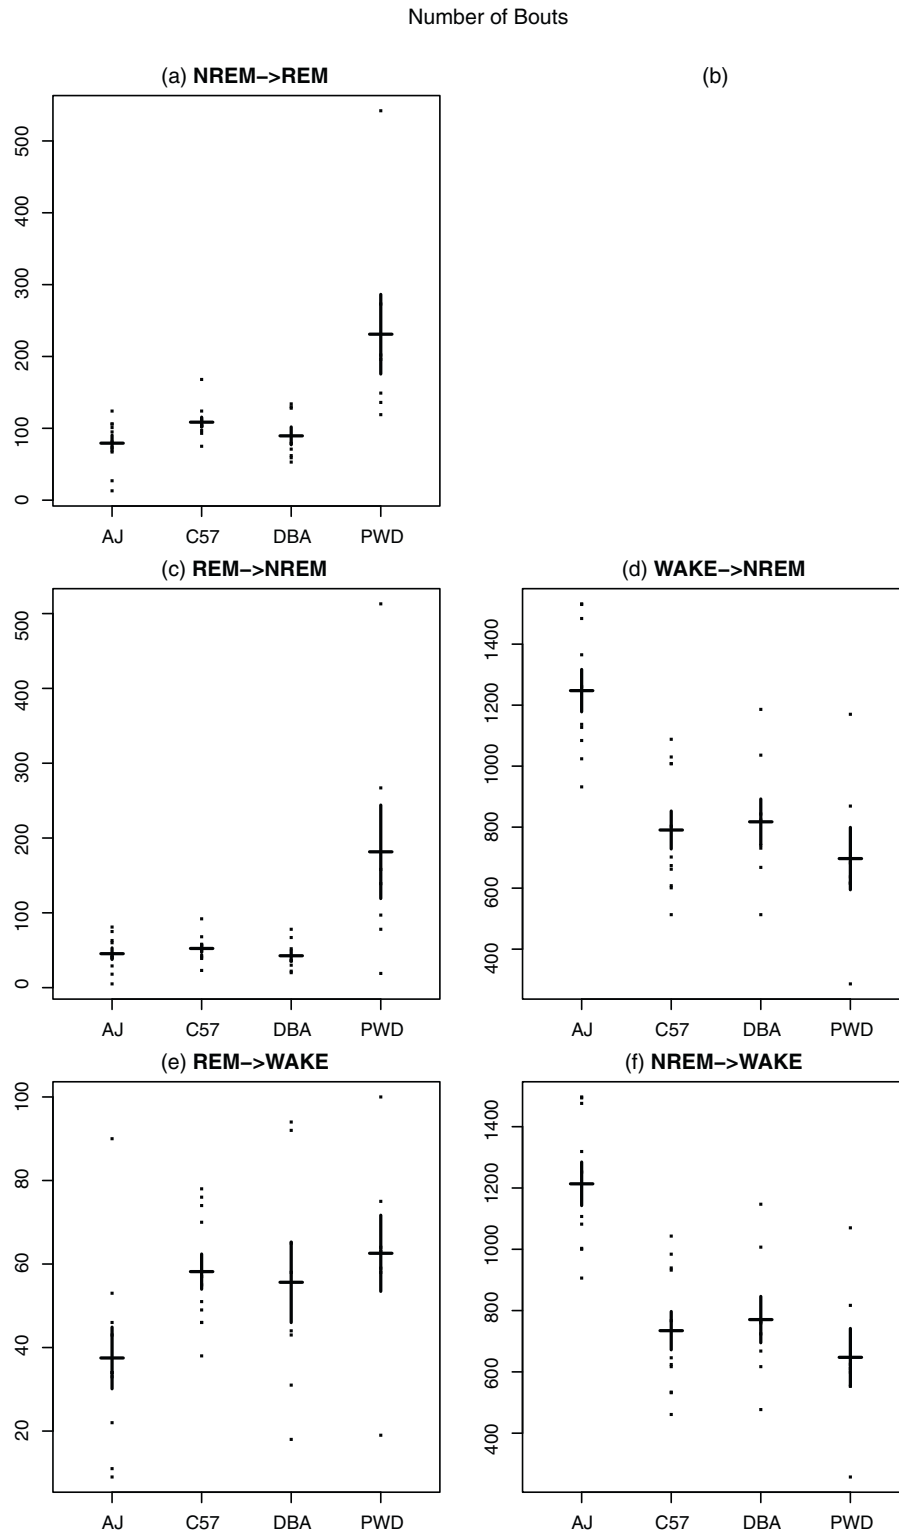 Number of Bouts
(a) NREM−>REM
(b)
500
400
300
200
100
0
AJ C57 DBA PWD
(c) REM−>NREM
500
400
300
200
100
0
AJ C57 DBA PWD
(d) WAKE−>NREM
1400
1200
1000
800
600
400
AJ C57 DBA PWD
(e) REM−>WAKE
100
80
60
40
20
AJ C57 DBA PWD
(f) NREM−>WAKE
1400
1200
1000
800
600
400
AJ C57 DBA PWD